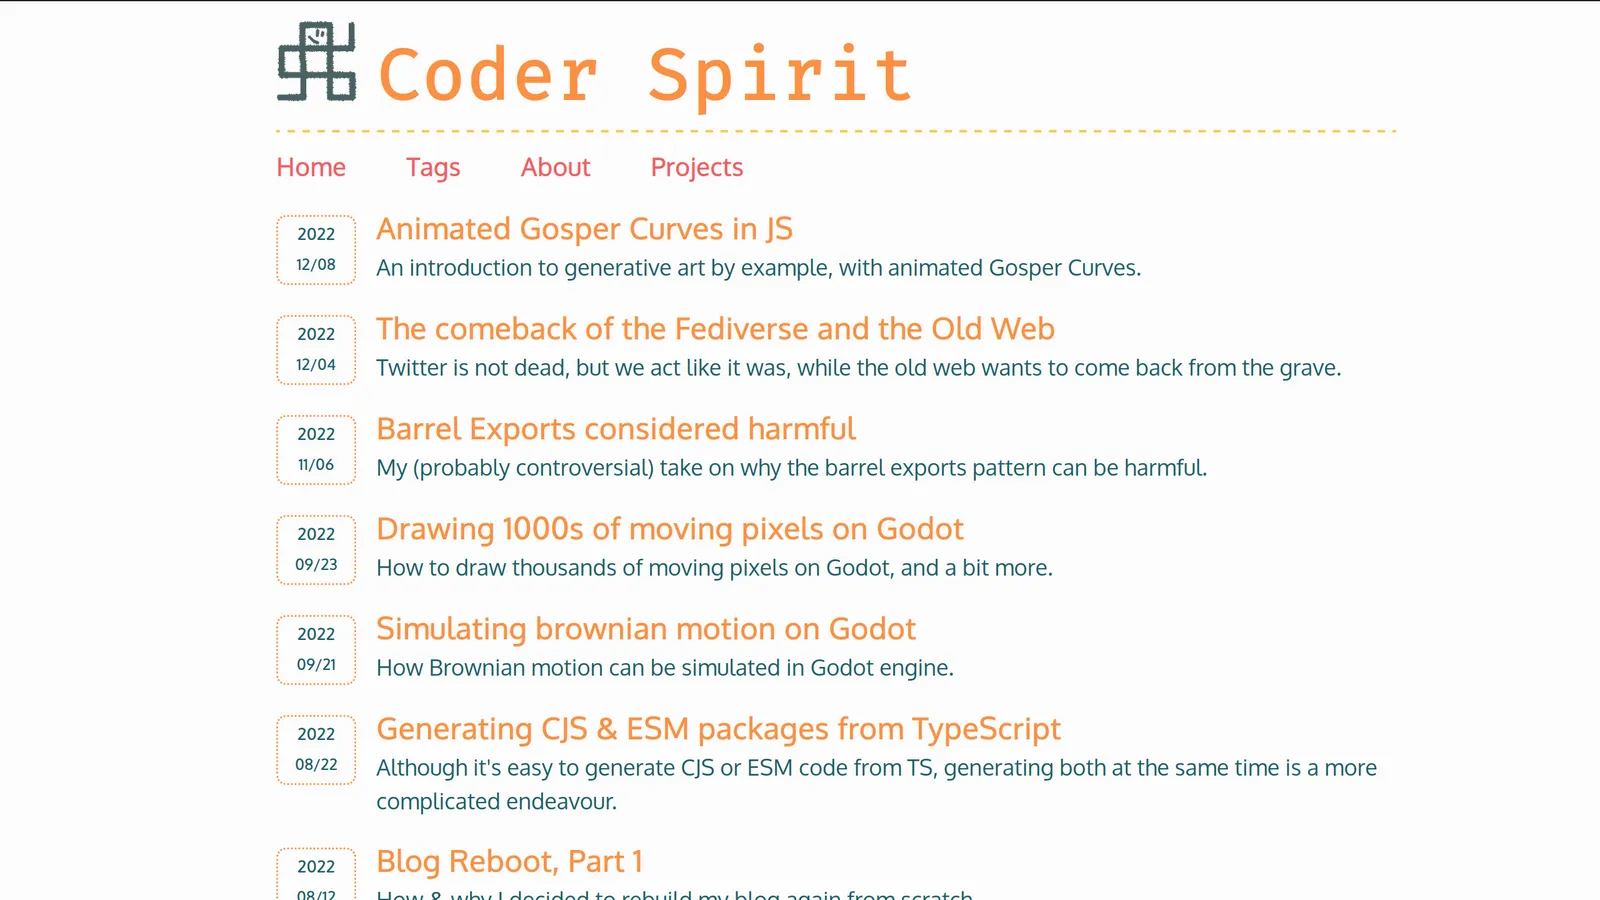 Coder Spirit
Home Tags About Projects
2022
12/08
Animated Gosper Curves in JS
An introduction to generative art by example, with animated Gosper Curves.
2022
12/04
The comeback of the Fediverse and the Old Web
Twitter is not dead, but we act like it was, while the old web wants to come back from the grave.
2022
11/06
Barrel Exports considered harmful
My (probably controversial) take on why the barrel exports pattern can be harmful.
2022
09/23
Drawing 1000s of moving pixels on Godot
How to draw thousands of moving pixels on Godot, and a bit more.
2022
09/21
Simulating brownian motion on Godot
How Brownian motion can be simulated in Godot engine.
2022
08/22
Generating CJS & ESM packages from TypeScript
Although it's easy to generate CJS or ESM code from TS, generating both at the same time is a more
complicated endeavour.
2022
08/12
Blog Reboot, Part 1
How & why I decided to rebuild my blog again from scratch